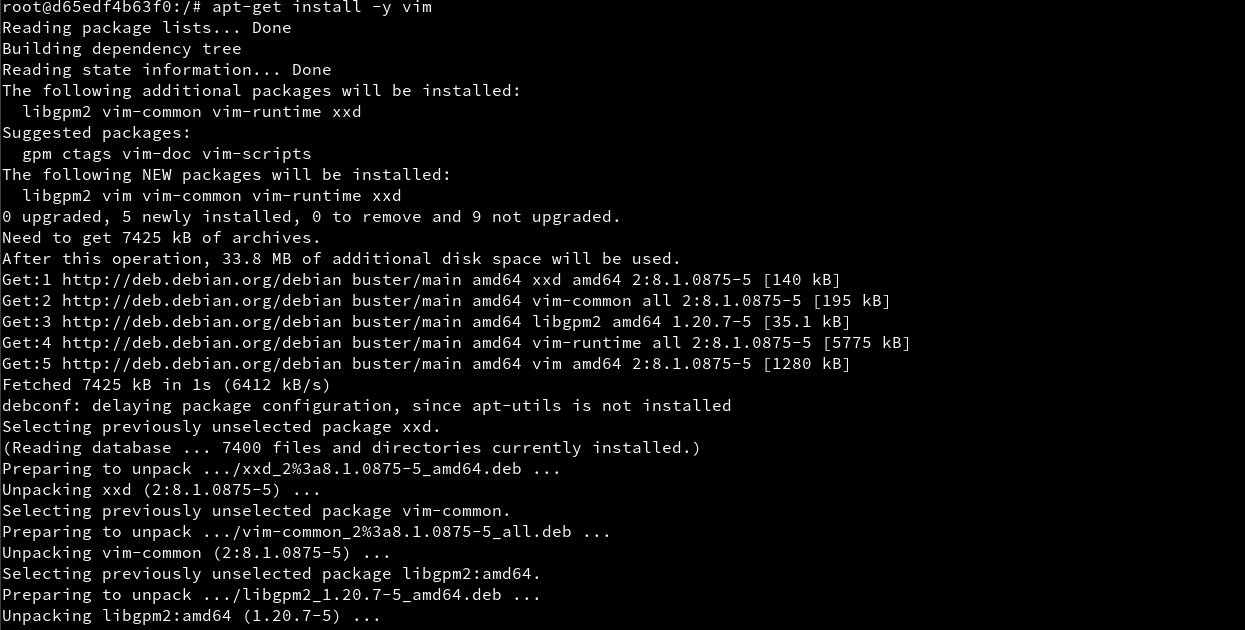 root@d65edf4b63f0:/# apt-get install -y vim
Reading package lists... Done
Building dependency tree
Reading state information... Done
The following additional packages will be installed:
  libgpm2 vim-common vim-runtime xxd
Suggested packages:
  gpm ctags vim-doc vim-scripts
The following NEW packages will be installed:
  libgpm2 vim vim-common vim-runtime xxd
0 upgraded, 5 newly installed, 0 to remove and 9 not upgraded.
Need to get 7425 kB of archives.
After this operation, 33.8 MB of additional disk space will be used.
Get:1 http://deb.debian.org/debian buster/main amd64 xxd amd64 2:8.1.0875-5 [140 kB]
Get:2 http://deb.debian.org/debian buster/main amd64 vim-common all 2:8.1.0875-5 [195 kB]
Get:3 http://deb.debian.org/debian buster/main amd64 libgpm2 amd64 1.20.7-5 [35.1 kB]
Get:4 http://deb.debian.org/debian buster/main amd64 vim-runtime all 2:8.1.0875-5 [5775 kB]
Get:5 http://deb.debian.org/debian buster/main amd64 vim amd64 2:8.1.0875-5 [1280 kB]
Fetched 7425 kB in 1s (6412 kB/s)
debconf: delaying package configuration, since apt-utils is not installed
Selecting previously unselected package xxd.
(Reading database ... 7400 files and directories currently installed.)
Preparing to unpack .../xxd_2%3a8.1.0875-5_amd64.deb ...
Unpacking xxd (2:8.1.0875-5) ...
Selecting previously unselected package vim-common.
Preparing to unpack .../vim-common_2%3a8.1.0875-5_all.deb ...
Unpacking vim-common (2:8.1.0875-5) ...
Selecting previously unselected package libgpm2:amd64.
Preparing to unpack .../libgpm2_1.20.7-5_amd64.deb ...
Unpacking libgpm2:amd64 (1.20.7-5) ...